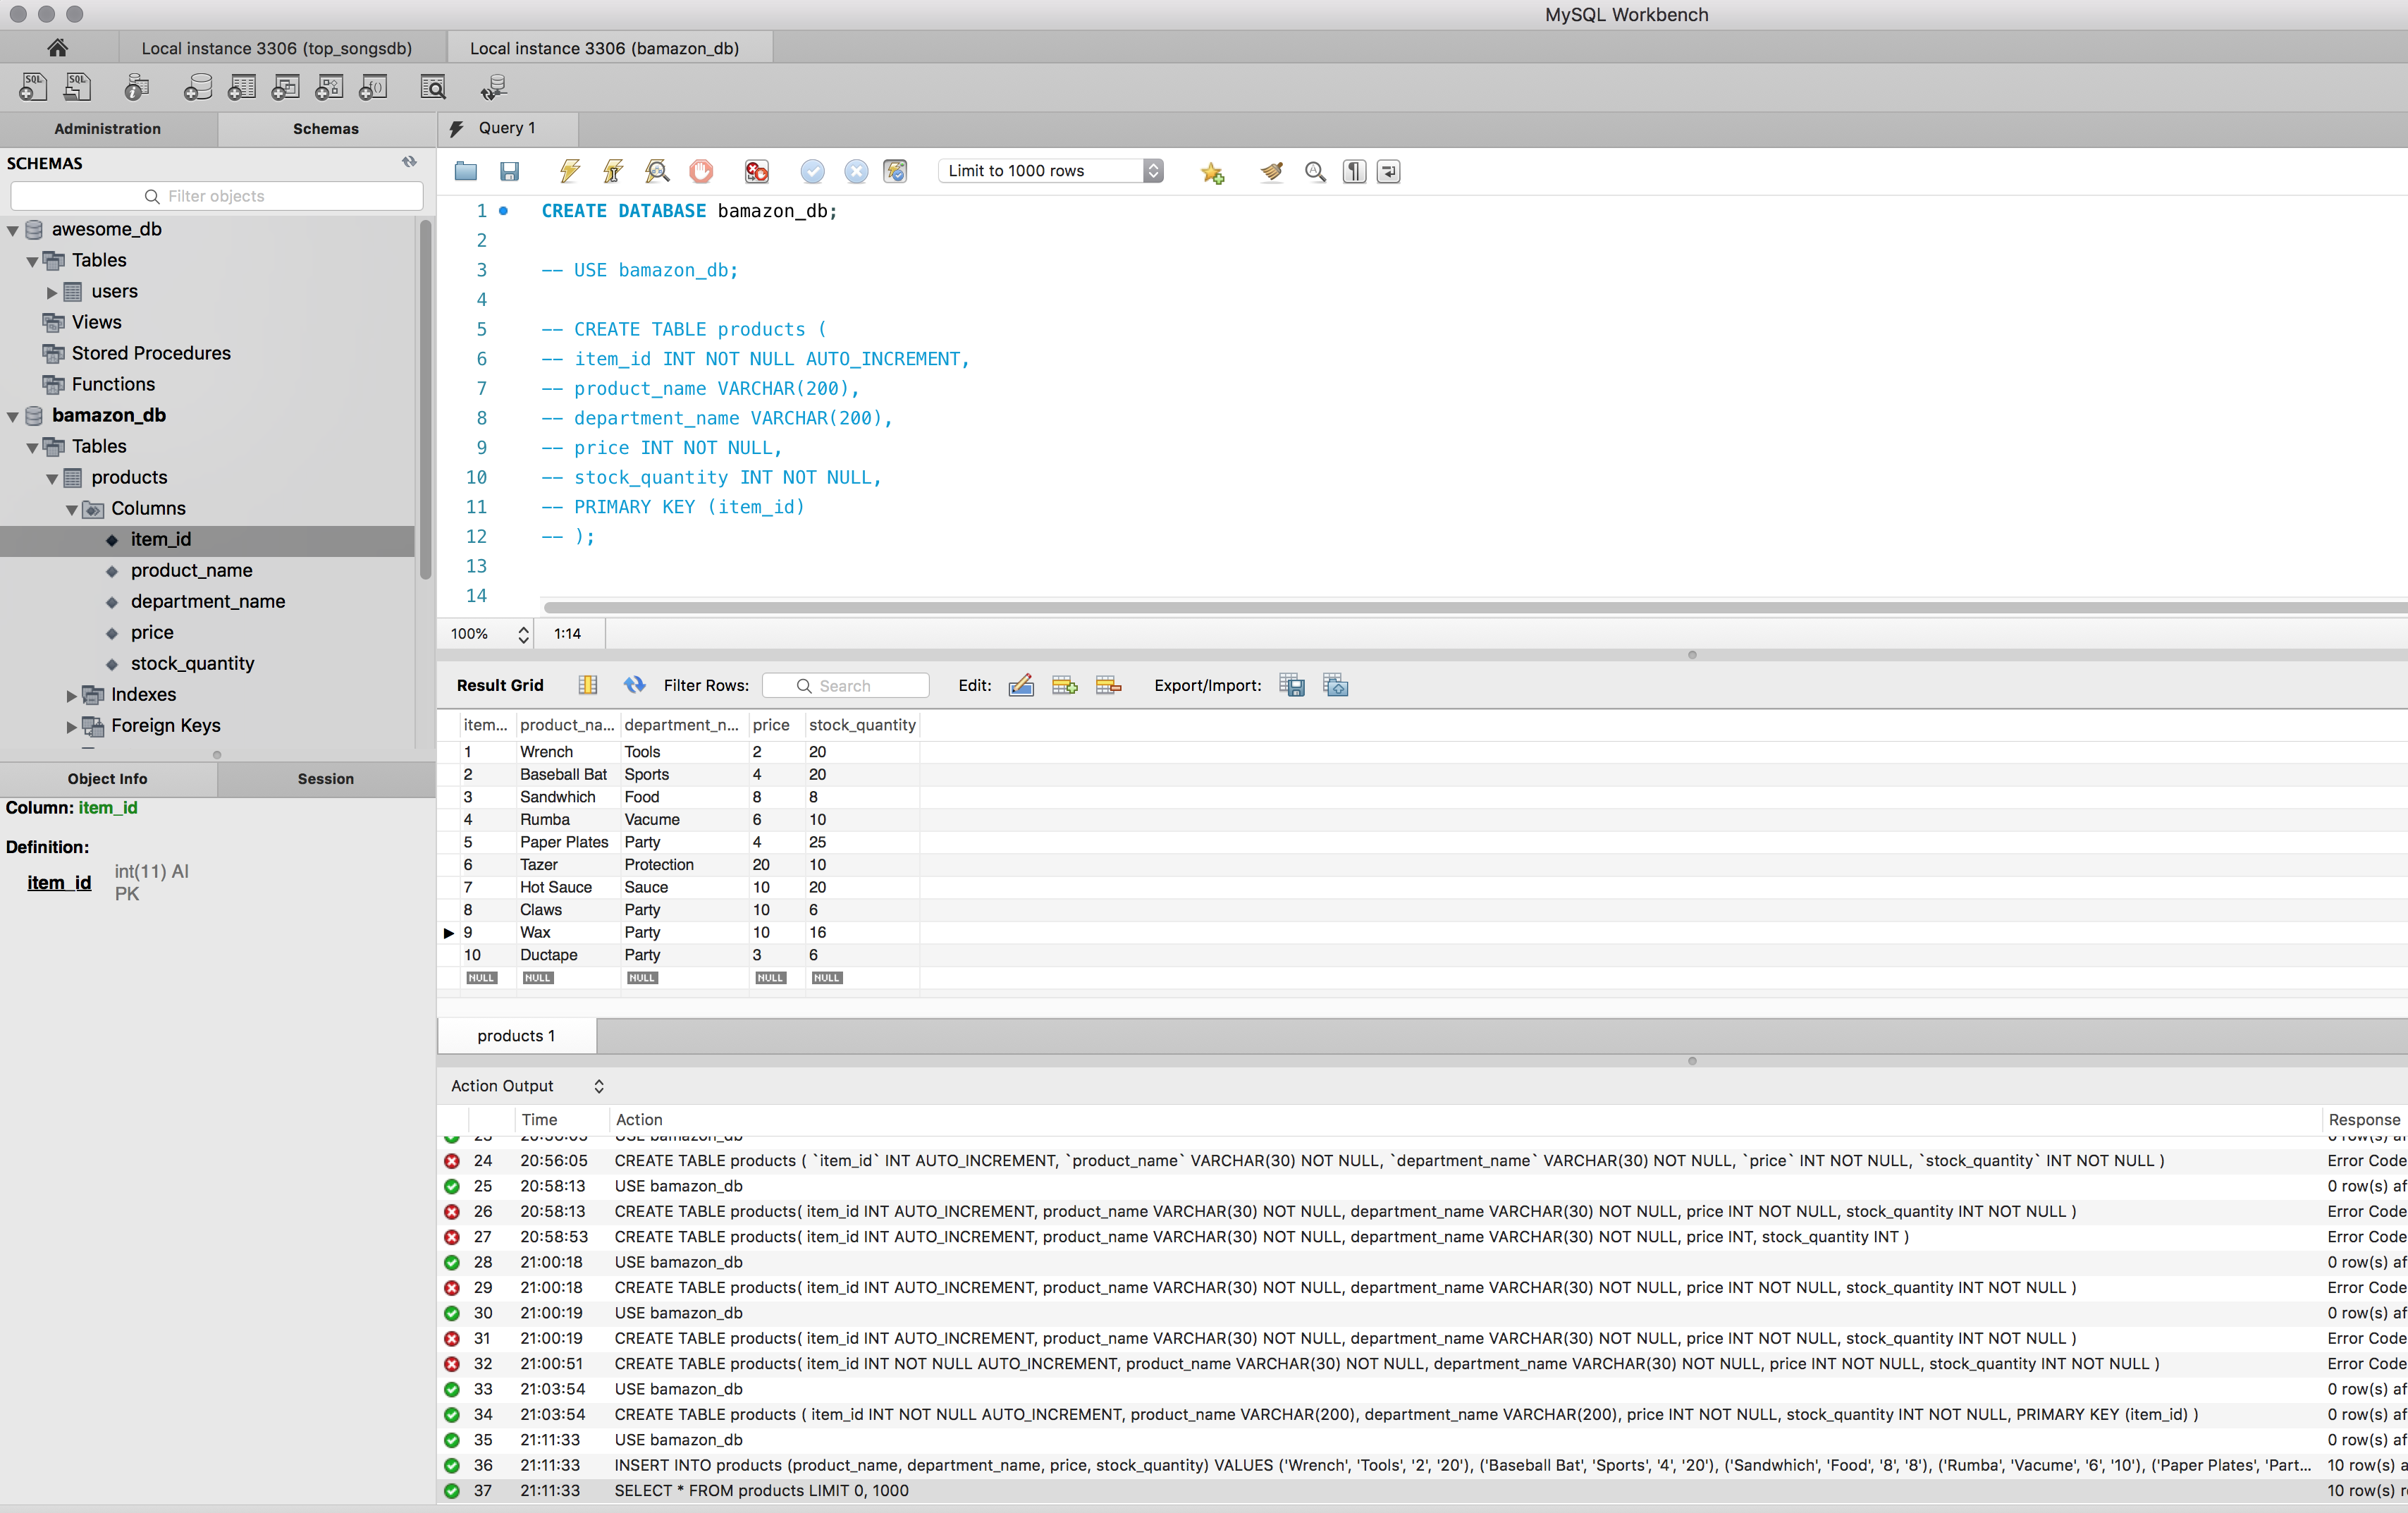 MySQL Workbench
Local instance 3306 (top_songsdb)
Local instance 3306 (bamazon_db)
SQL
SQL
Administration
Schemas
Query 1
SCHEMAS
Filter objects
Limit to 1000 rows
awesome_db
Tables
users
Views
Stored Procedures
Functions
bamazon_db
Tables
products
Columns
item_id
product_name
department_name
price
stock_quantity
Indexes
Foreign Keys
1 CREATE DATABASE bamazon_db;
2
3 -- USE bamazon_db;
4
5 -- CREATE TABLE products (
6 -- item_id INT NOT NULL AUTO_INCREMENT,
7 -- product_name VARCHAR(200),
8 -- department_name VARCHAR(200),
9 -- price INT NOT NULL,
10 -- stock_quantity INT NOT NULL,
11 -- PRIMARY KEY (item_id)
12 -- );
13
14
100% 1:14
Result Grid Filter Rows: Search Edit: Export/Import:
item... product_na... department_n... price stock_quantity
1 Wrench Tools 2 20
2 Baseball Bat Sports 4 20
3 Sandwhich Food 8 8
4 Rumba Vacume 6 10
5 Paper Plates Party 4 25
6 Tazer Protection 20 10
7 Hot Sauce Sauce 10 20
8 Claws Party 10 6
9 Wax Party 10 16
10 Ductape Party 3 6
NULL NULL NULL NULL NULL
products 1
Object Info
Session
Column: item_id
Definition:
item_id int(11) AI
PK
Action Output
Time Action Response
23 20:56:05 USE bamazon_db 0 row(s) af
24 20:56:05 CREATE TABLE products ( `item_id` INT AUTO_INCREMENT, `product_name` VARCHAR(30) NOT NULL, `department_name` VARCHAR(30) NOT NULL, `price` INT NOT NULL, `stock_quantity` INT NOT NULL ) Error Code
25 20:58:13 USE bamazon_db 0 row(s) af
26 20:58:13 CREATE TABLE products( item_id INT AUTO_INCREMENT, product_name VARCHAR(30) NOT NULL, department_name VARCHAR(30) NOT NULL, price INT NOT NULL, stock_quantity INT NOT NULL ) Error Code
27 20:58:53 CREATE TABLE products( item_id INT AUTO_INCREMENT, product_name VARCHAR(30) NOT NULL, department_name VARCHAR(30) NOT NULL, price INT, stock_quantity INT ) Error Code
28 21:00:18 USE bamazon_db 0 row(s) af
29 21:00:18 CREATE TABLE products( item_id INT AUTO_INCREMENT, product_name VARCHAR(30) NOT NULL, department_name VARCHAR(30) NOT NULL, price INT NOT NULL, stock_quantity INT NOT NULL ) Error Code
30 21:00:19 USE bamazon_db 0 row(s) af
31 21:00:19 CREATE TABLE products( item_id INT AUTO_INCREMENT, product_name VARCHAR(30) NOT NULL, department_name VARCHAR(30) NOT NULL, price INT NOT NULL, stock_quantity INT NOT NULL ) Error Code
32 21:00:51 CREATE TABLE products( item_id INT NOT NULL AUTO_INCREMENT, product_name VARCHAR(30) NOT NULL, department_name VARCHAR(30) NOT NULL, price INT NOT NULL, stock_quantity INT NOT NULL ) Error Code
33 21:03:54 USE bamazon_db 0 row(s) af
34 21:03:54 CREATE TABLE products ( item_id INT NOT NULL AUTO_INCREMENT, product_name VARCHAR(200), department_name VARCHAR(200), price INT NOT NULL, stock_quantity INT NOT NULL, PRIMARY KEY (item_id) ) 0 row(s) af
35 21:11:33 USE bamazon_db 0 row(s) af
36 21:11:33 INSERT INTO products (product_name, department_name, price, stock_quantity) VALUES ('Wrench', 'Tools', '2', '20'), ('Baseball Bat', 'Sports', '4', '20'), ('Sandwhich', 'Food', '8', '8'), ('Rumba', 'Vacume', '6', '10'), ('Paper Plates', 'Part... 10 row(s) a
37 21:11:33 SELECT * FROM products LIMIT 0, 1000 10 row(s) r